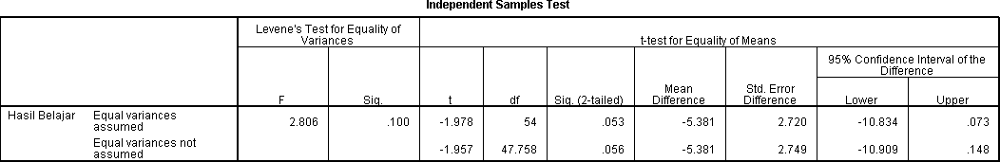 Independent Samples Test
Levene's Test for Equality of
Variances
t-test for Equality of Means
95% Confidence Interval of the
Difference
F Sig. t df Sig. (2-tailed) Mean
Difference Std. Error
Difference Lower Upper
Hasil Belajar Equal variances
assumed 2.806 .100 -1.978 54 .053 -5.381 2.720 -10.834 .073
Equal variances not
assumed -1.957 47.758 .056 -5.381 2.749 -10.909 .148